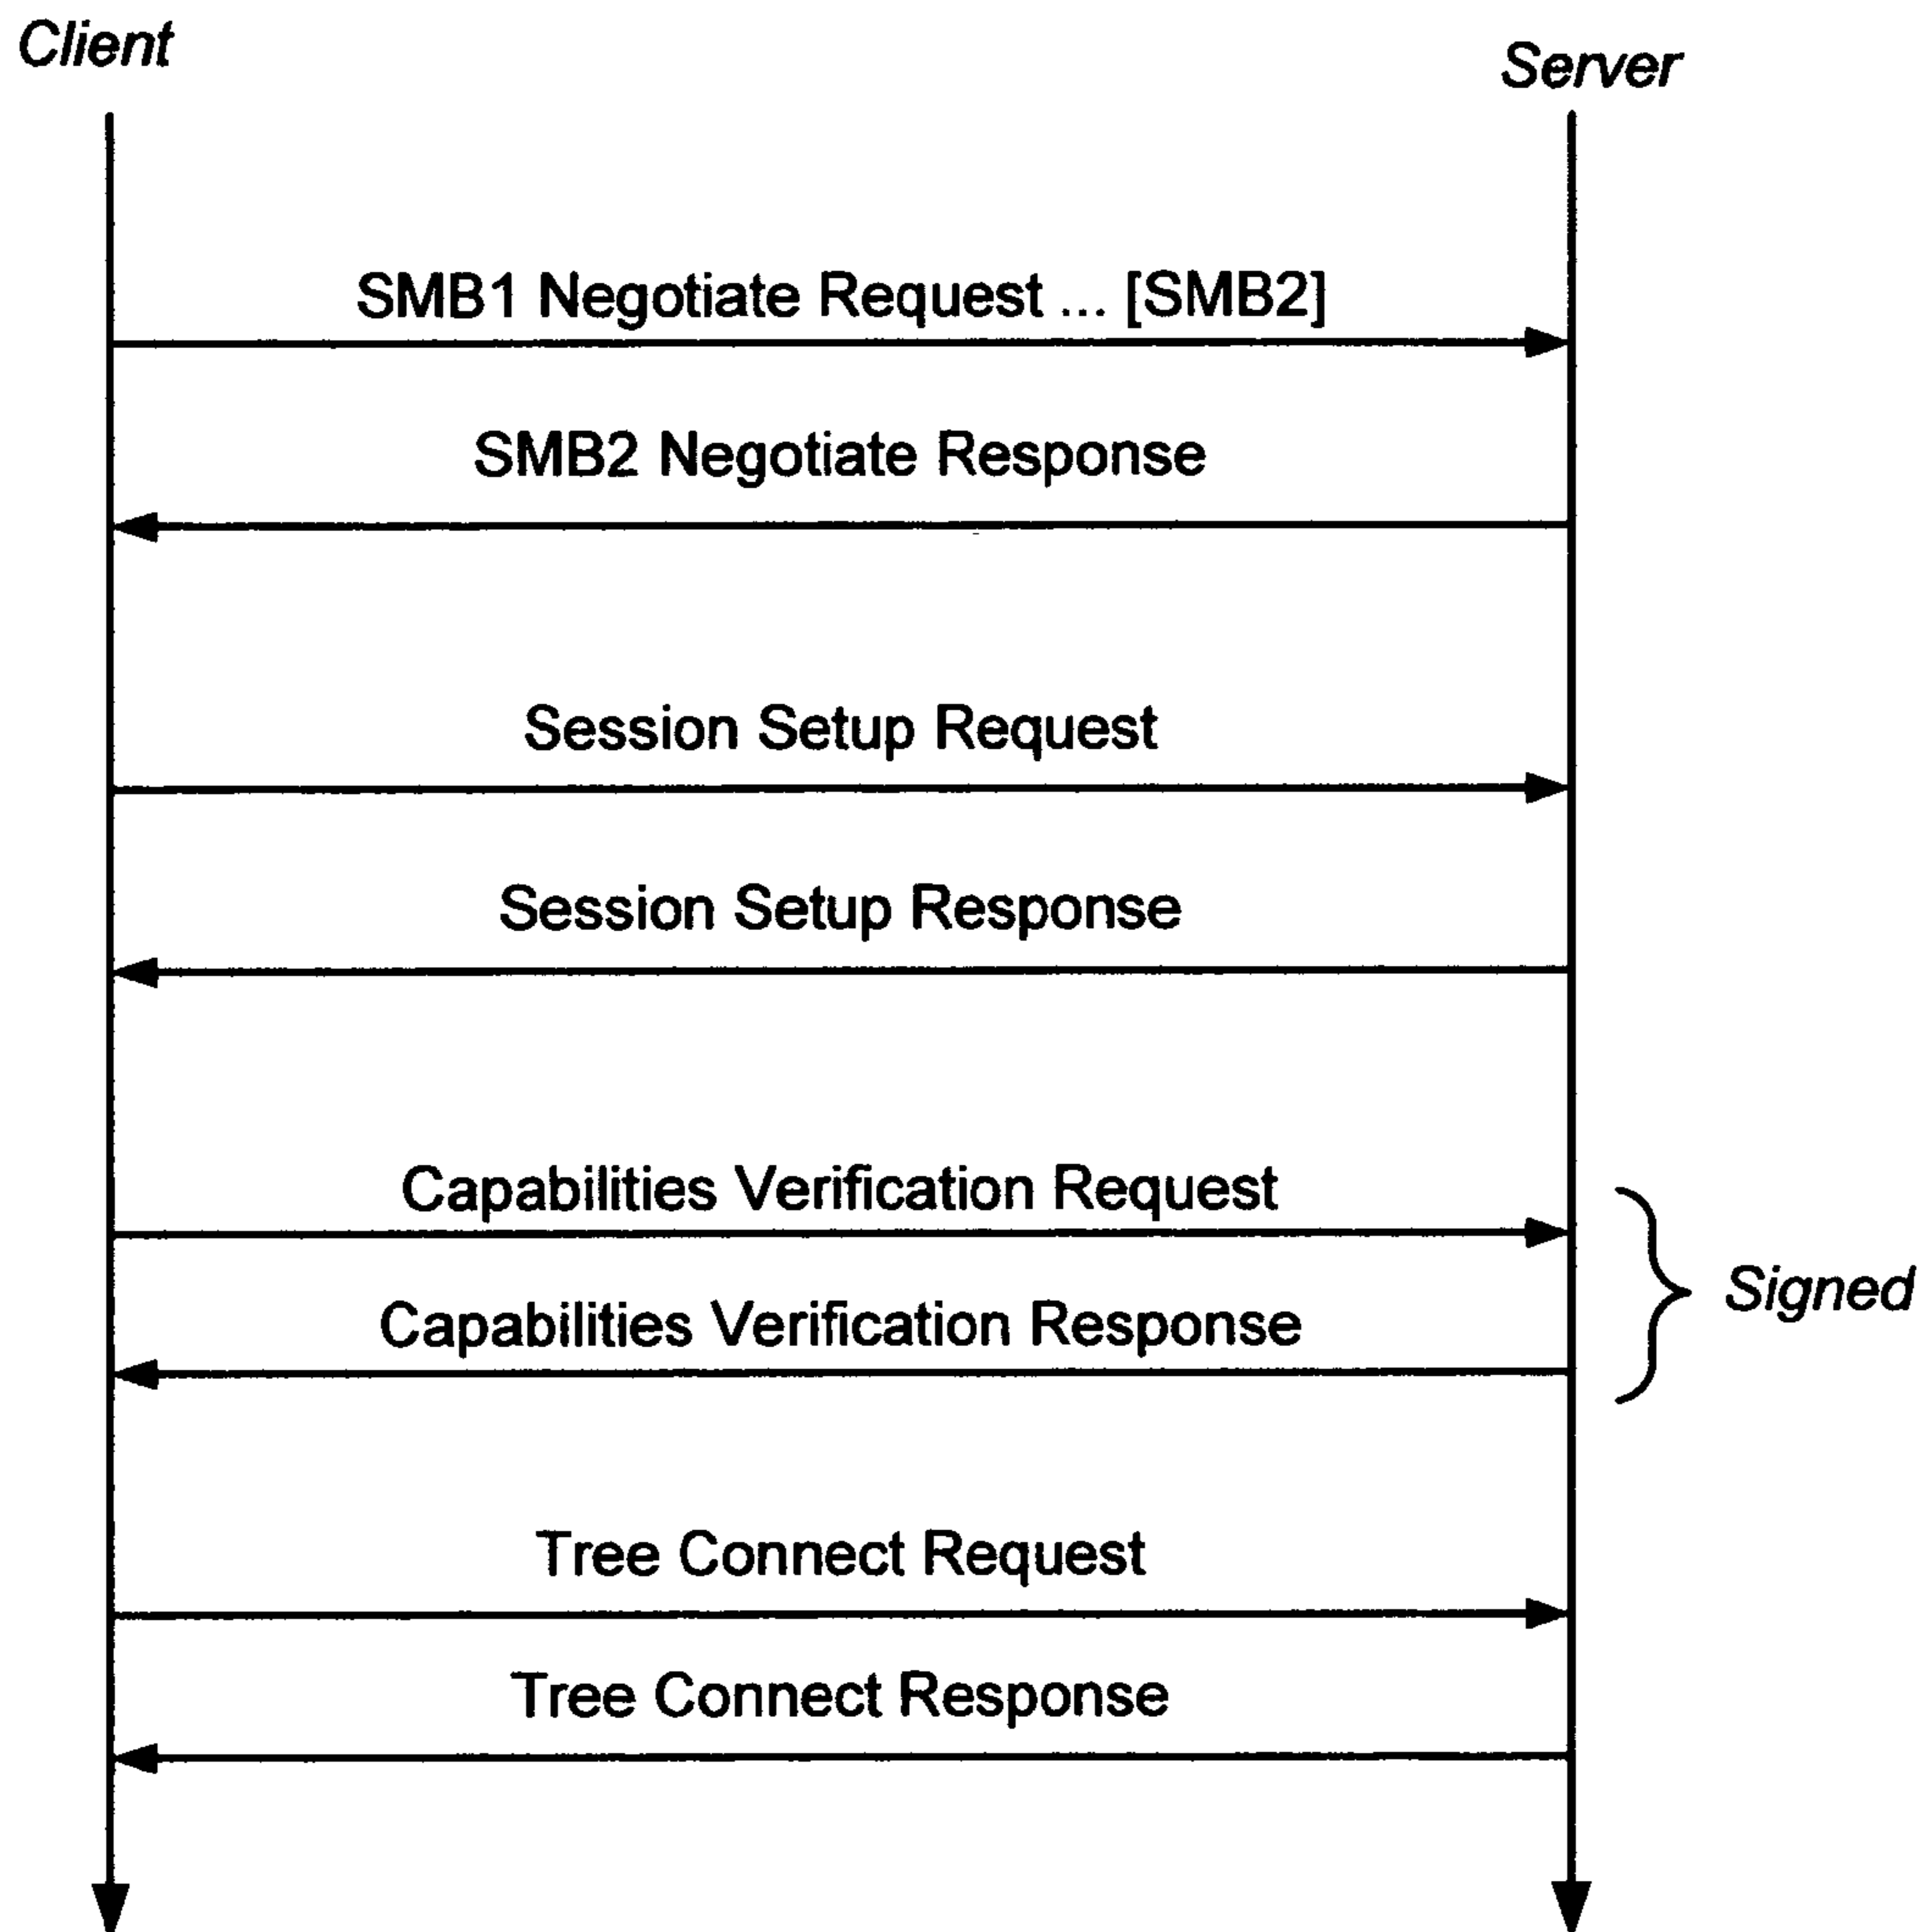 Client
Server
SMB1 Negotiate Request ... [SMB2]
SMB2 Negotiate Response
Session Setup Request
Session Setup Response
Capabilities Verification Request
Signed
Capabilities Verification Response
Tree Connect Request
Tree Connect Response